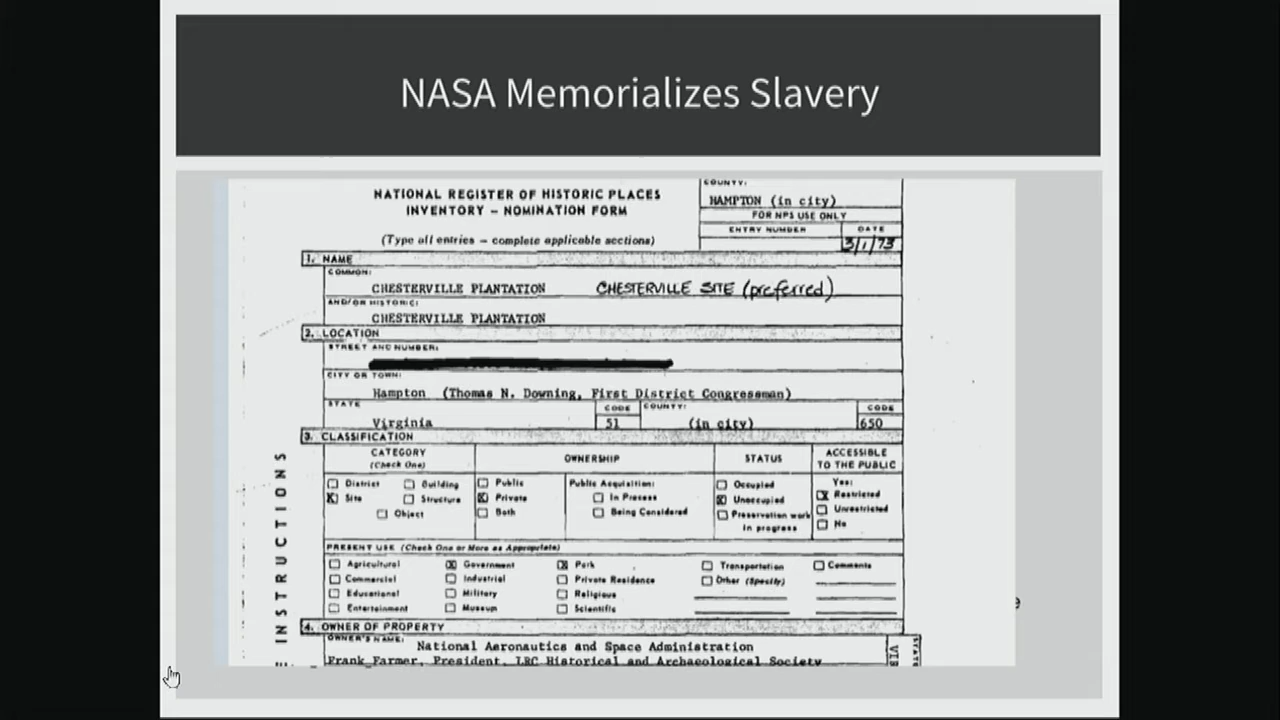 NASA Memorializes Slavery
COUNTY:
NATIONAL REGISTER OF HISTORIC PLACES
HAMPTON (in city)
INVENTORY – NOMINATION FORM
FOR NPS USE ONLY
ENTRY NUMBER DATE
(Type all entries – complete applicable sections)
3/1/73
1. NAME
COMMON:
CHESTERVILLE PLANTATION CHESTERVILLE SITE (preferred)
AND/OR HISTORIC:
CHESTERVILLE PLANTATION
2. LOCATION
STREET AND NUMBER:
CITY OR TOWN:
Hampton (Thomas N. Downing, First District Congressman)
STATE CODE COUNTY: CODE
Virginia 51 (in city) 650
3. CLASSIFICATION
CATEGORY OWNERSHIP STATUS ACCESSIBLE
(Check One) TO THE PUBLIC
District Building Public Public Acquisition: Occupied Yes:
X Site Structure X Private In Process X Unoccupied X Restricted
Object Both Being Considered Preservation work Unrestricted
in progress No
PRESENT USE (Check One or More as Appropriate)
Agricultural X Government X Park Transportation Comments
Commercial Industrial Private Residence Other (Specify)
Educational Military Religious
Entertainment Museum Scientific
4. OWNER OF PROPERTY
OWNER'S NAME:
National Aeronautics and Space Administration
Frank Farmer, President, LRC Historical and Archaeological Society
E INSTRUCTIONS
e